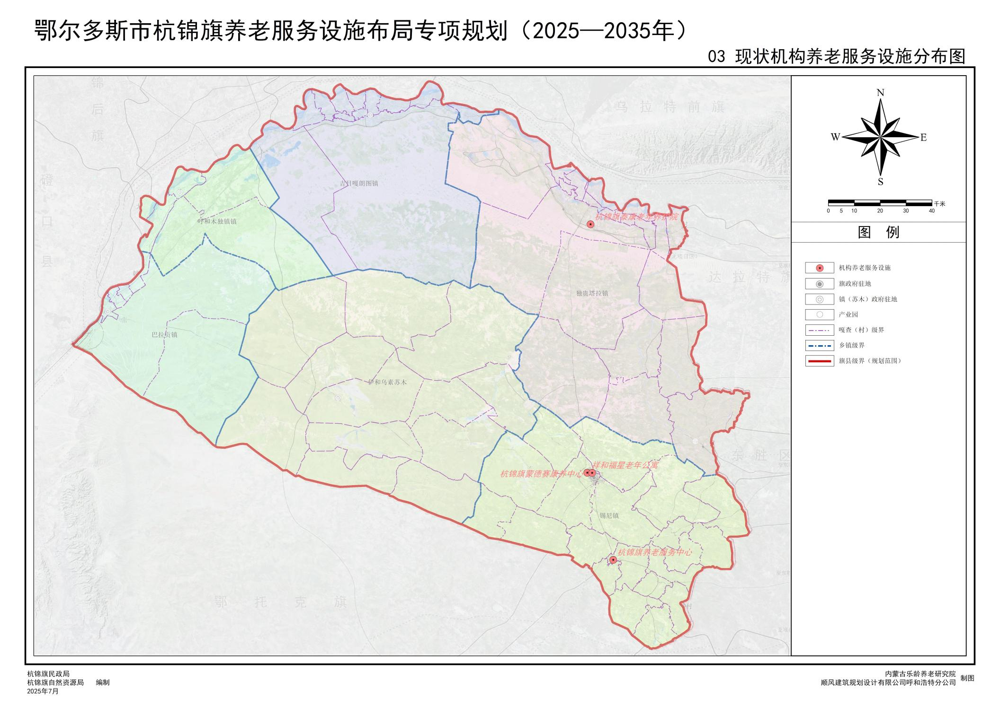 鄂尔多斯市杭锦旗养老服务设施布局专项规划（2025—2035年）
03 现状机构养老服务设施分布图
锦后旗
乌拉特前旗
磴口县
吉日嘎朗图镇
呼和木独镇镇
杭锦旗泰康老年养护院
达拉特旗
独贵塔拉镇
巴拉贡镇
伊和乌素苏木
东胜区
祥和福星老年公寓
杭锦旗蒙德赛康养中心
锡尼镇
杭锦旗养老服务中心
鄂托克旗
N
W
E
S
千米
0 5 10 20 30 40
图 例
机构养老服务设施
旗政府驻地
镇（苏木）政府驻地
产业园
嘎查（村）级界
乡镇级界
旗县级界（规划范围）
杭锦旗民政局
杭锦旗自然资源局 编制
2025年7月
内蒙古乐龄养老研究院
顺风建筑规划设计有限公司呼和浩特分公司 制图